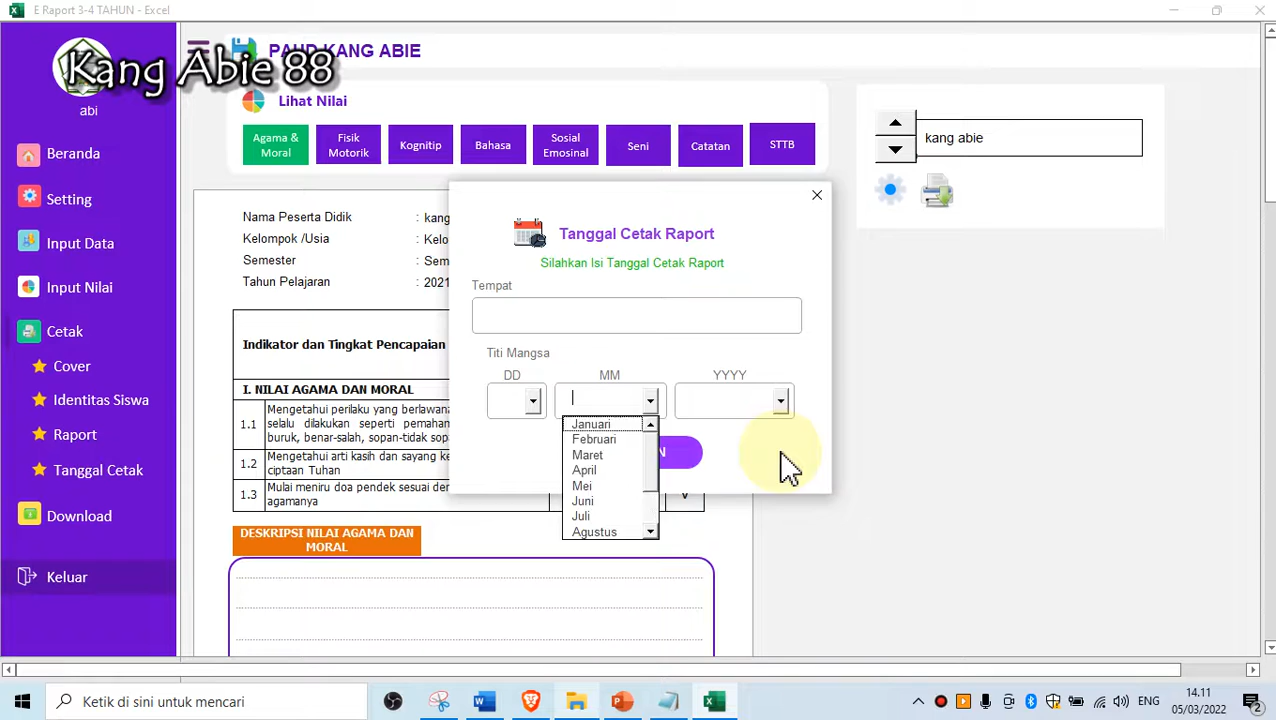 E Raport 3-4 TAHUN - Excel
Kang Abie 88
PAUD KANG ABIE
abi
Beranda
Setting
Input Data
Input Nilai
Cetak
Cover
Identitas Siswa
Raport
Tanggal Cetak
Download
Keluar
Lihat Nilai
Agama &
Moral
Fisik
Motorik
Kognitip
Bahasa
Sosial
Emosinal
Seni
Catatan
STTB
kang abie
Nama Peserta Didik : kang
Kelompok /Usia : Kelo
Semester : Sem
Tahun Pelajaran : 2021
Indikator dan Tingkat Pencapaian
I. NILAI AGAMA DAN MORAL
1.1 Mengetahui perilaku yang berlawana
selalu dilakukan seperti pemaham
buruk, benar-salah, sopan-tidak sop
1.2 Mengetahui arti kasih dan sayang ke
ciptaan Tuhan
1.3 Mulai meniru doa pendek sesuai den
agamanya
v
DESKRIPSI NILAI AGAMA DAN
MORAL
Tanggal Cetak Raport
Silahkan Isi Tanggal Cetak Raport
Tempat
Titi Mangsa
DD MM YYYY
Januari
Februari
Maret
April
Mei
Juni
Juli
Agustus
N
Ketik di sini untuk mencari
ENG
14.11
05/03/2022
2